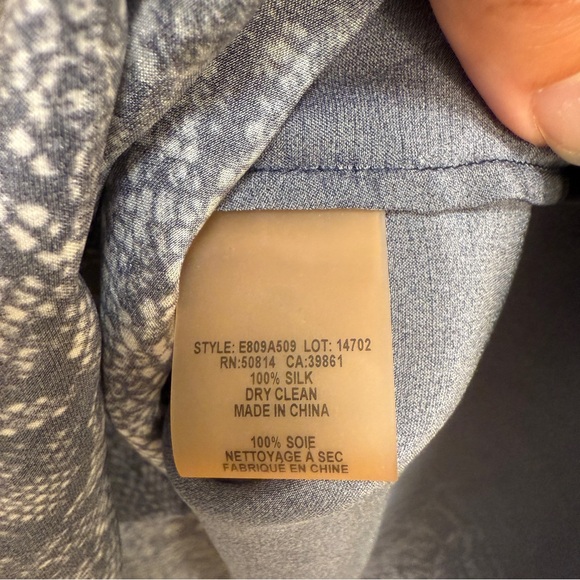 STYLE: E809A509 LOT: 14702
RN:50814 CA:39861
100% SILK
DRY CLEAN
MADE IN CHINA
100% SOIE
NETTOYAGE À SEC
FABRIQUÉ EN CHINE